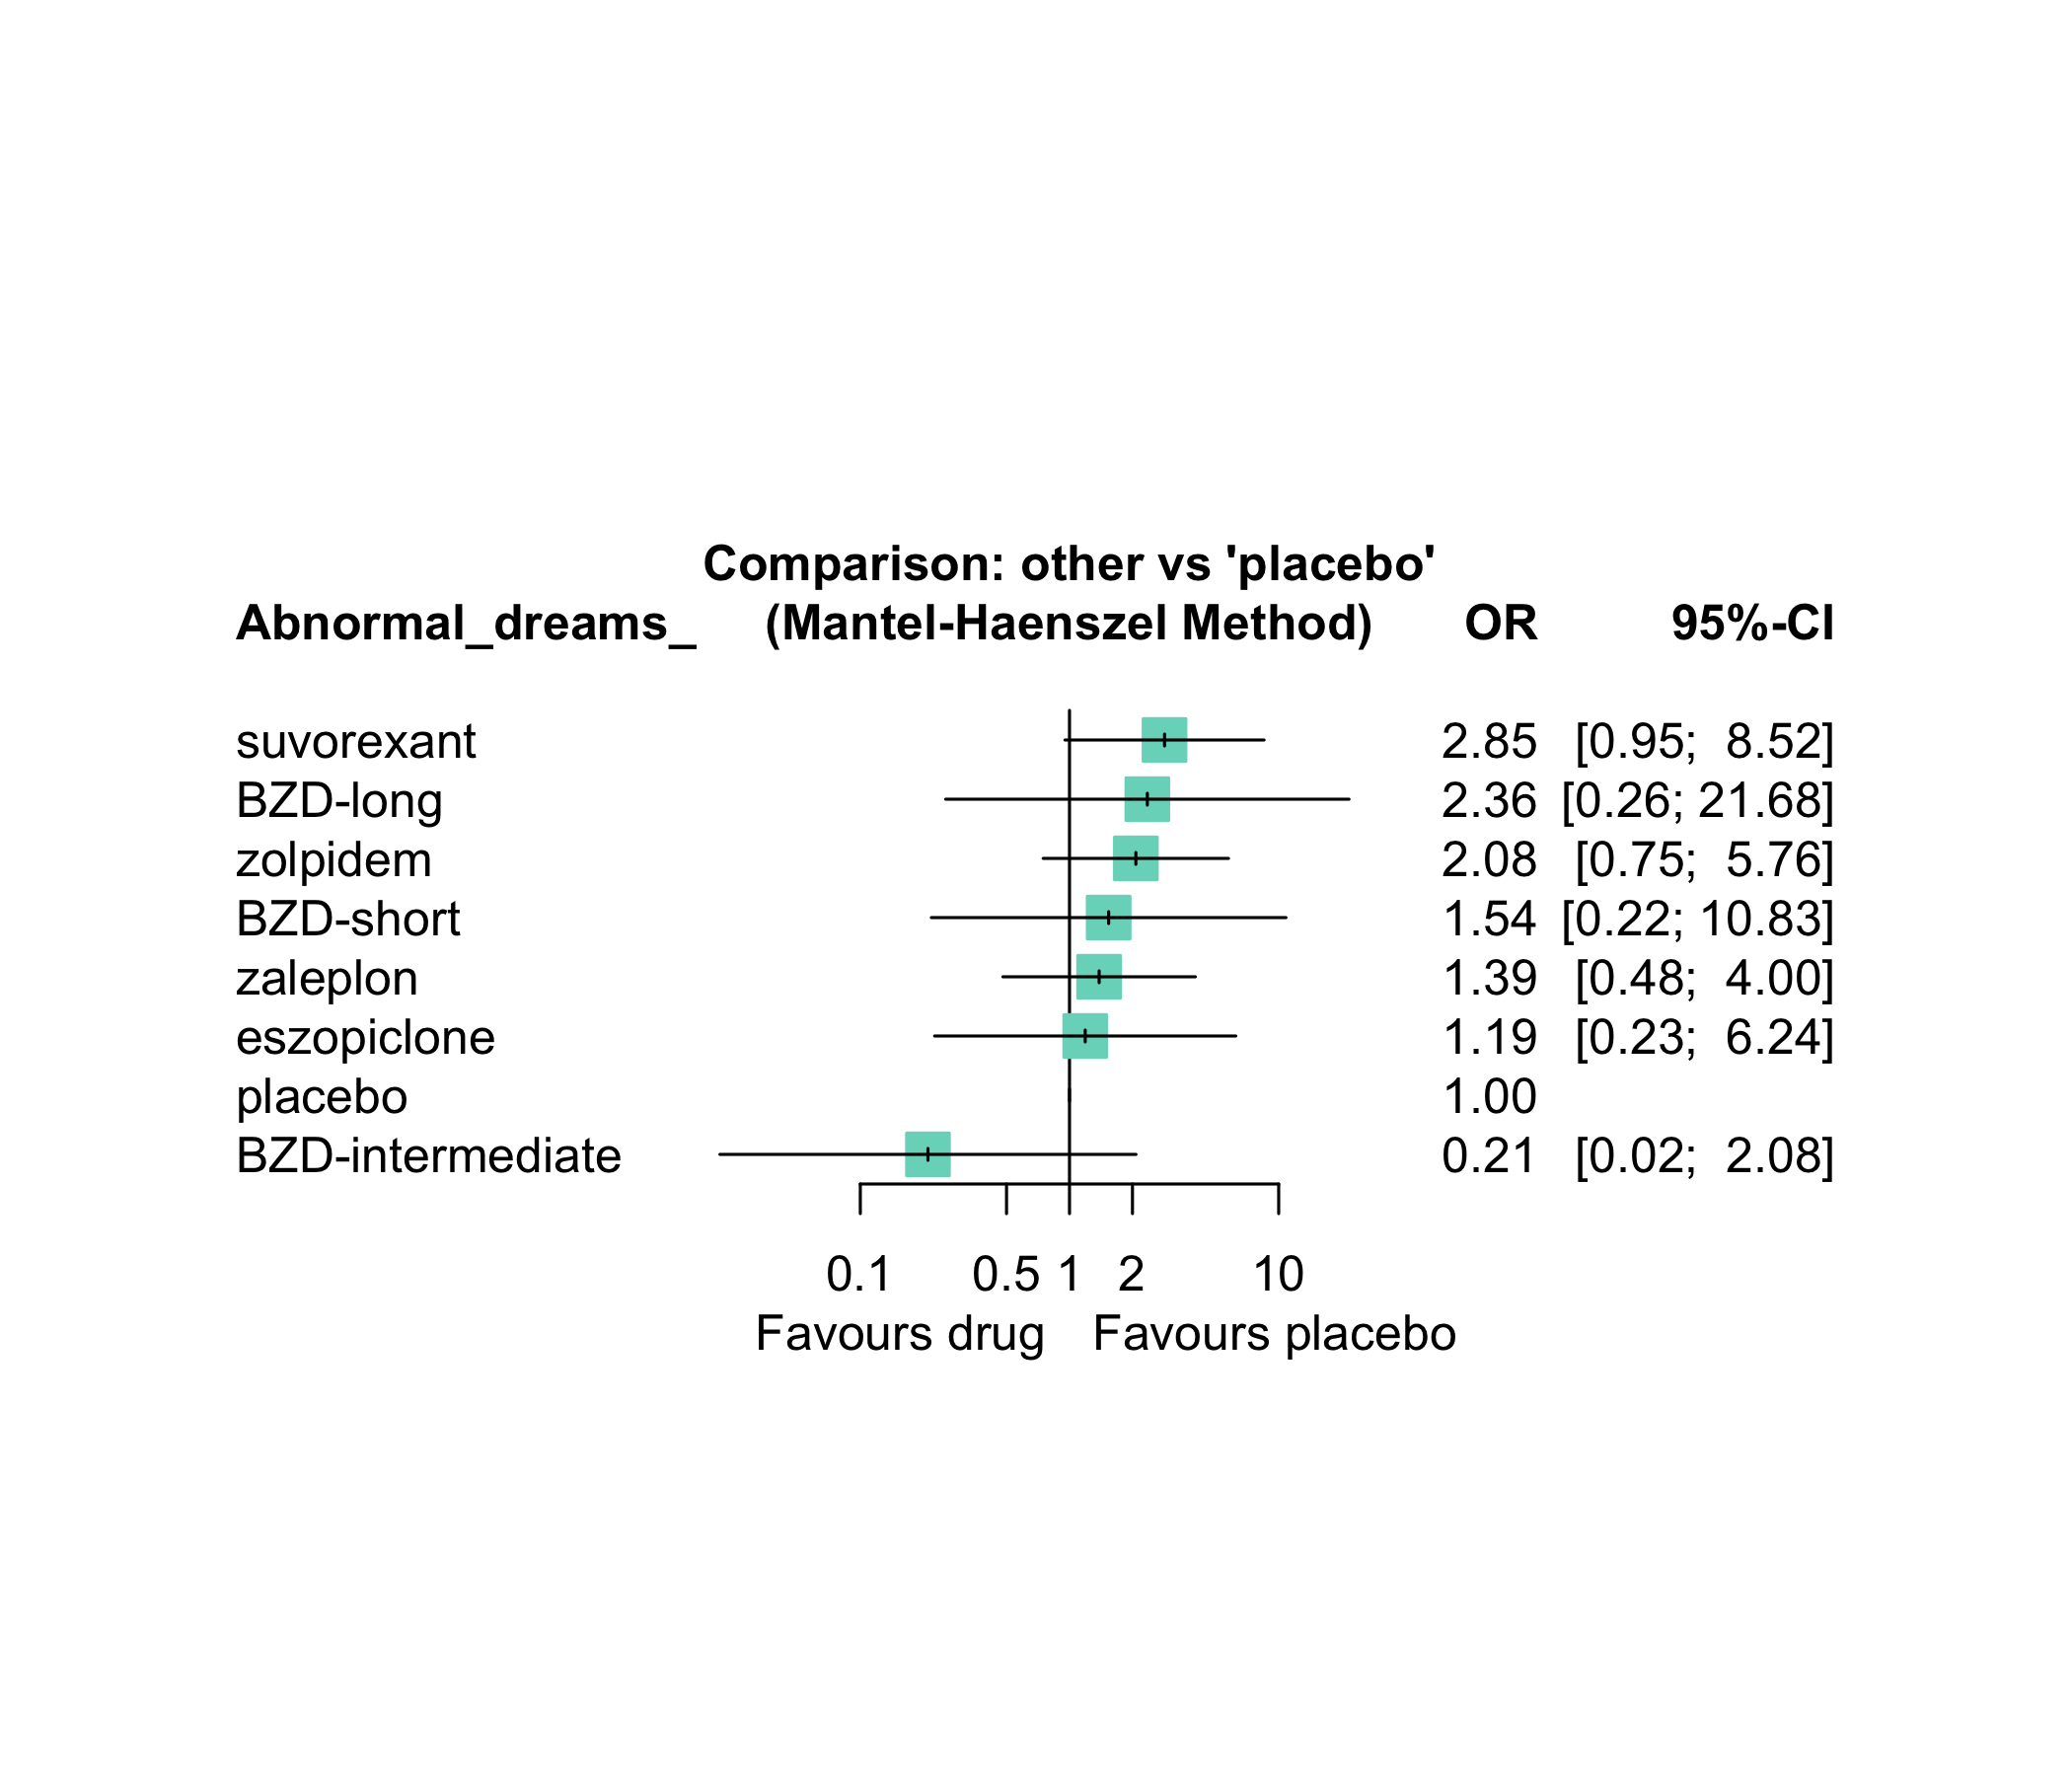 Comparison: other vs 'placebo'
Abnormal_dreams_ (Mantel-Haenszel Method) OR 95%-CI
suvorexant 2.85 [0.95; 8.52]
BZD-long 2.36 [0.26; 21.68]
zolpidem 2.08 [0.75; 5.76]
BZD-short 1.54 [0.22; 10.83]
zaleplon 1.39 [0.48; 4.00]
eszopiclone 1.19 [0.23; 6.24]
placebo 1.00
BZD-intermediate 0.21 [0.02; 2.08]
0.1 0.5 1 2 10
Favours drug Favours placebo